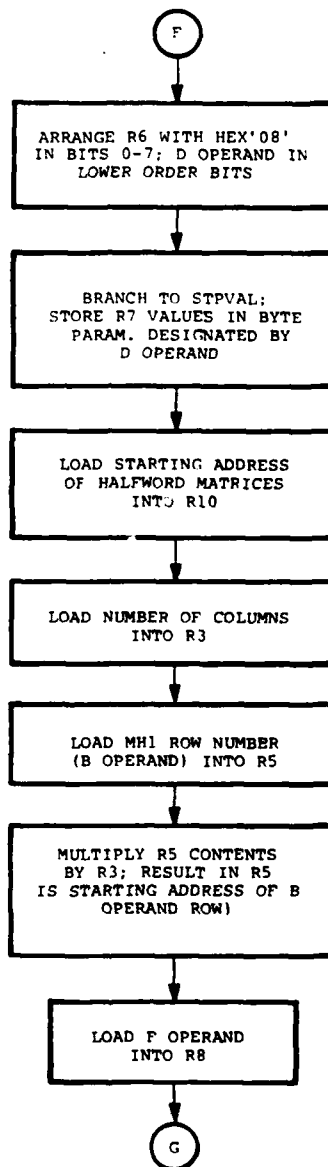 F
ARRANGE R6 WITH HEX'08'
IN BITS 0-7; D OPERAND IN
LOWER ORDER BITS
BRANCH TO STPVAL;
STORE R7 VALUES IN BYTE
PARAM. DESIGNATED BY
D OPERAND
LOAD STARTING ADDRESS
OF HALFWORD MATRICES
INTO R10
LOAD NUMBER OF COLUMNS
INTO R3
LOAD MH1 ROW NUMBER
(B OPERAND) INTO R5
MULTIPLY R5 CONTENTS
BY R3; RESULT IN R5
IS STARTING ADDRESS OF B
OPERAND ROW)
LOAD F OPERAND
INTO R8
G